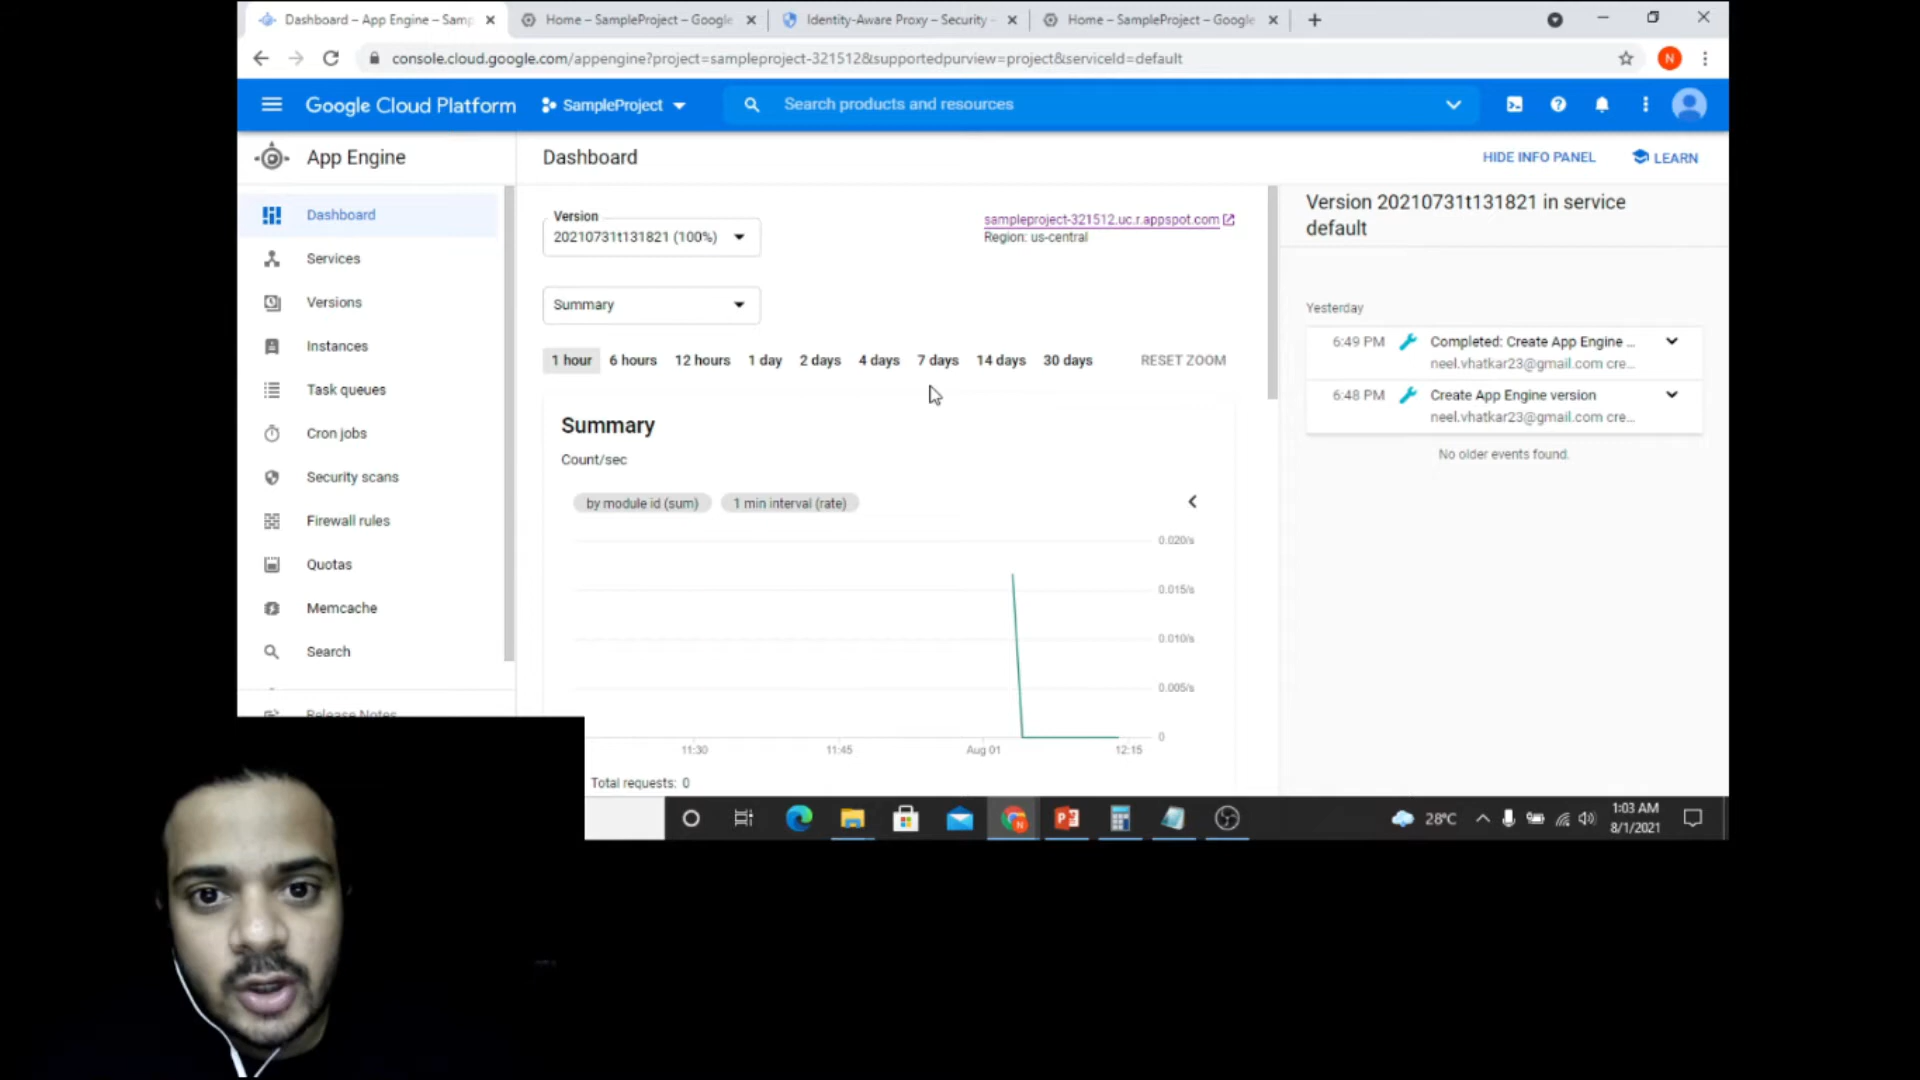 Dashboard – App Engine – Samp
Home – SampleProject – Google
Identity-Aware Proxy – Security –
Home – SampleProject – Google
console.cloud.google.com/appengine?project=sampleproject-321512&supportedpurview=project&serviceId=default
N
Google Cloud Platform
SampleProject
Search products and resources
App Engine
Dashboard
HIDE INFO PANEL
LEARN
Dashboard
Services
Versions
Instances
Task queues
Cron jobs
Security scans
Firewall rules
Quotas
Memcache
Search
Release Notes
Version
20210731t131821 (100%)
sampleproject-321512.uc.r.appspot.com
Region: us-central
Summary
1 hour 6 hours 12 hours 1 day 2 days 4 days 7 days 14 days 30 days RESET ZOOM
Summary
Count/sec
by module id (sum) 1 min interval (rate)
0.020/s
0.015/s
0.010/s
0.005/s
0
11:30 11:45 Aug 01 12:15
Total requests: 0
Version 20210731t131821 in service
default
Yesterday
6:49 PM Completed: Create App Engine ...
neel.vhatkar23@gmail.com cre...
6:48 PM Create App Engine version
neel.vhatkar23@gmail.com cre...
No older events found.
28°C
1:03 AM
8/1/2021